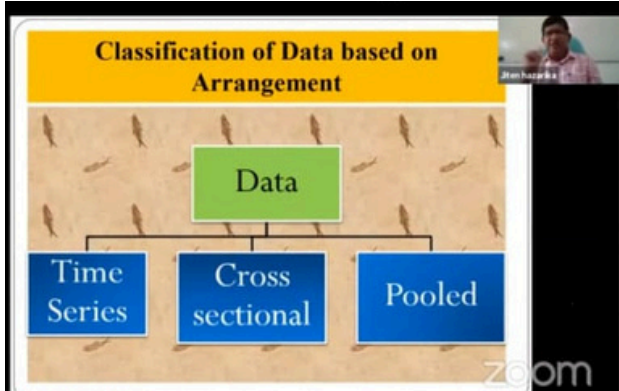 Classification of Data based on
Arrangement
Jiten hazarika
Data
Time
Series
Cross
sectional
Pooled
zoom